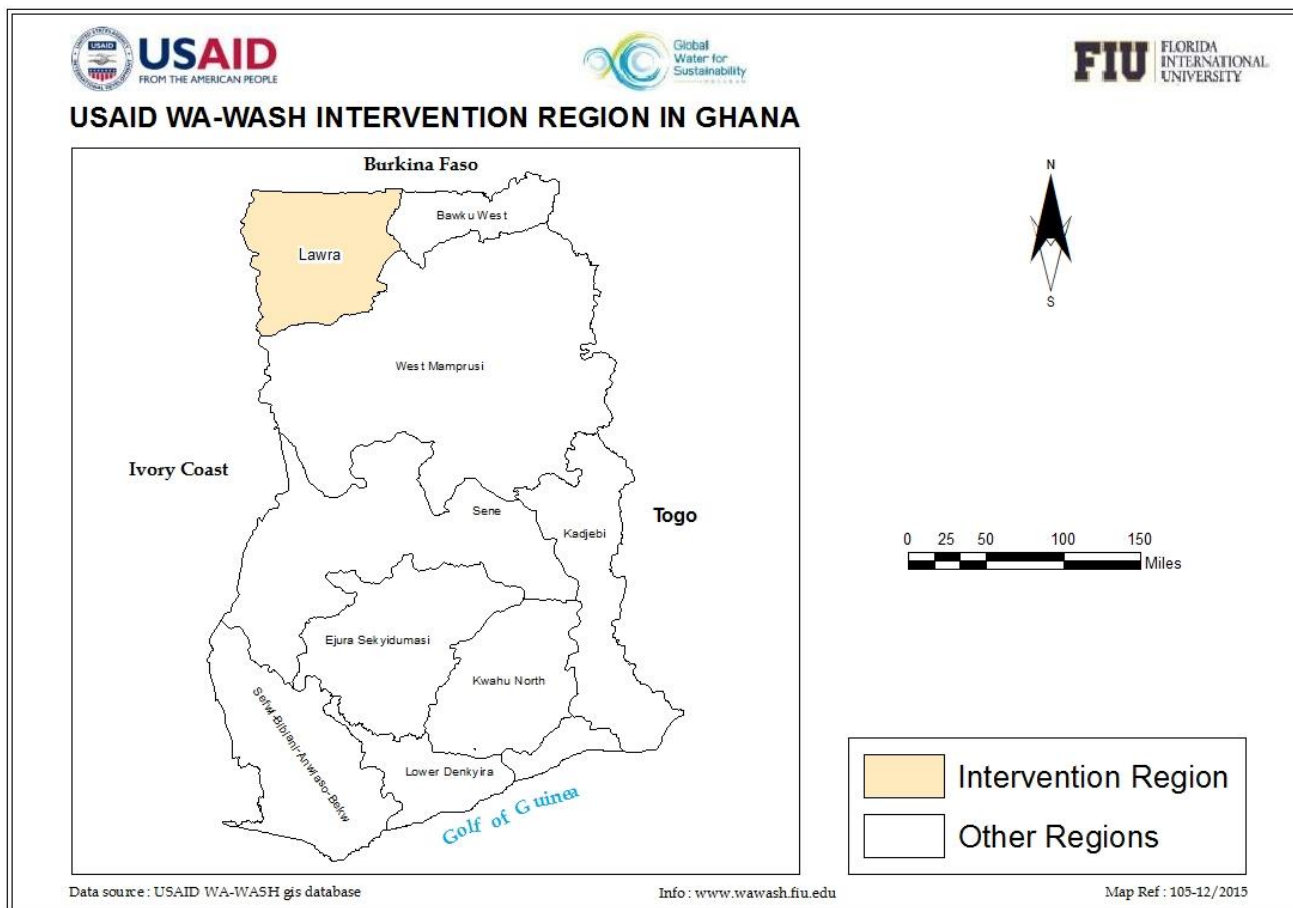 USAID
FROM THE AMERICAN PEOPLE
Global
Water for
Sustainability
PROGRAM
FIU
FLORIDA
INTERNATIONAL
UNIVERSITY
USAID WA-WASH INTERVENTION REGION IN GHANA
Burkina Faso
Bawku West
Lawra
West Mamprusi
Ivory Coast
Sene
Togo
Kadjebi
Ejura Sekyidumasi
Kwahu North
Sefwi-Bibiani-Anwiaso-Bekw
Lower Denkyira
Golf of Guinea
N
S
0 25 50 100 150
Miles
Intervention Region
Other Regions
Data source : USAID WA-WASH gis database
Info : www.wawash.fiu.edu
Map Ref : 105-12/2015